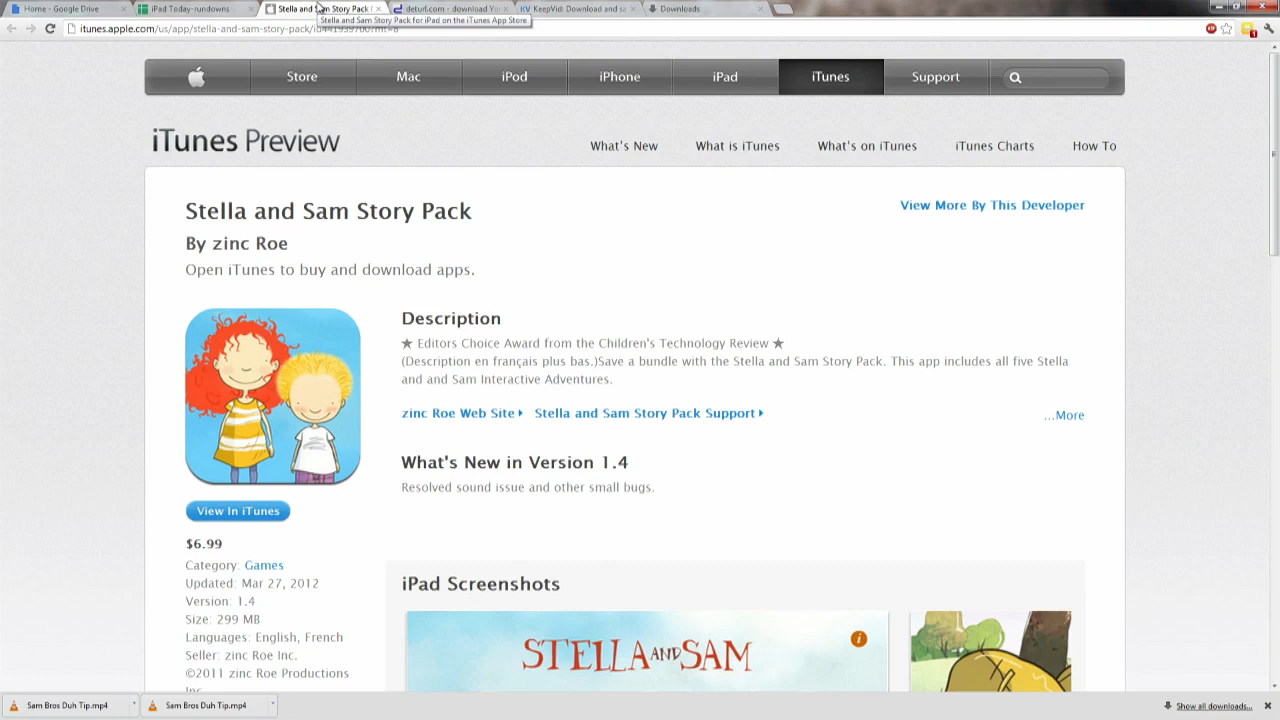 Home - Google Drive
iPad Today-rundowns
Stella and Sam Story Pack
deturl.com - download Yo
KeepVid: Download and sa
Downloads
Stella and Sam Story Pack for iPad on the iTunes App Store
itunes.apple.com/us/app/stella-and-sam-story-pack/
Store
Mac
iPod
iPhone
iPad
iTunes
Support
iTunes Preview
What's New
What is iTunes
What's on iTunes
iTunes Charts
How To
Stella and Sam Story Pack
View More By This Developer
By zinc Roe
Open iTunes to buy and download apps.
Description
★ Editors Choice Award from the Children's Technology Review ★
(Description en français plus bas.)Save a bundle with the Stella and Sam Story Pack. This app includes all five Stella
and and Sam Interactive Adventures.
zinc Roe Web Site
Stella and Sam Story Pack Support
...More
What's New in Version 1.4
Resolved sound issue and other small bugs.
View In iTunes
$6.99
Category: Games
Updated: Mar 27, 2012
Version: 1.4
Size: 299 MB
Languages: English, French
Seller: zinc Roe Inc.
©2011 zinc Roe Productions
Inc.
iPad Screenshots
STELLA AND SAM
i
Sam Bros Duh Tip.mp4
Sam Bros Duh Tip.mp4
Show all downloads...